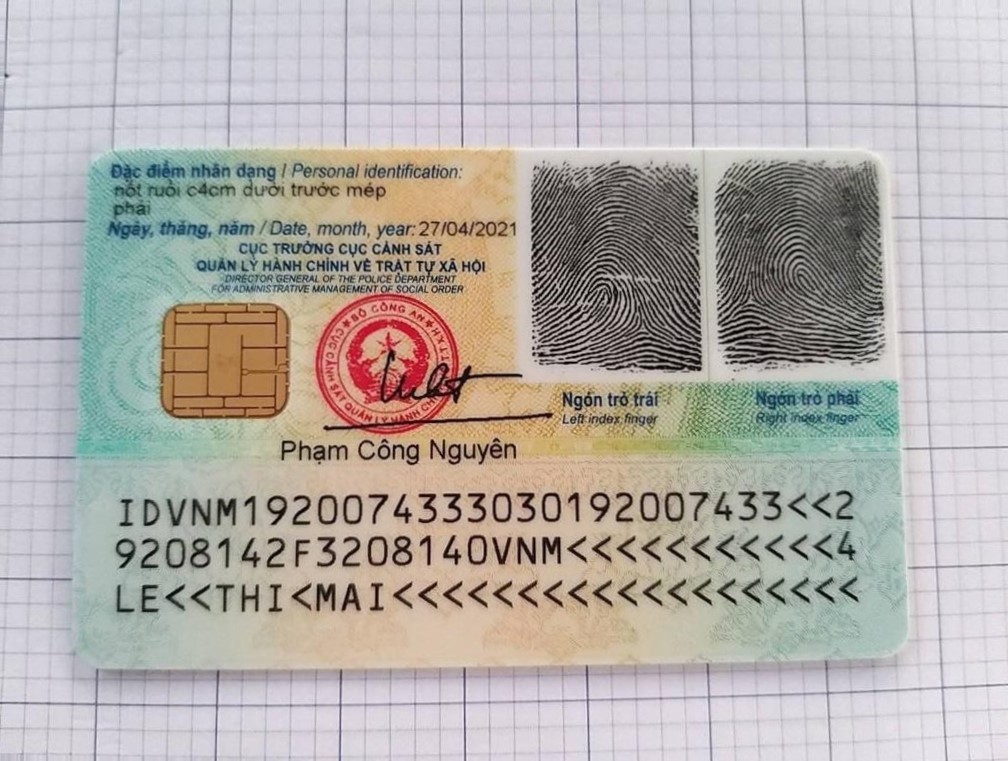 Đặc điểm nhân dạng / Personal identification:
nốt ruồi c4cm dưới trước mép
phải
Ngày, tháng, năm / Date, month, year: 27/04/2021
CỤC TRƯỞNG CỤC CẢNH SÁT
QUẢN LÝ HÀNH CHÍNH VỀ TRẬT TỰ XÃ HỘI
DIRECTOR GENERAL OF THE POLICE DEPARTMENT
FOR ADMINISTRATIVE MANAGEMENT OF SOCIAL ORDER
BỘ CÔNG AN
CỤC CẢNH SÁT QUẢN LÝ HÀNH CHÍNH
Ngón trỏ trái
Left index finger
Ngón trỏ phải
Right index finger
Phạm Công Nguyên
IDVNM1920074333030192007433<<2
9208142F3208140VNM<<<<<<<<<<<4
LE<<THI<MAI<<<<<<<<<<<<<<<<<<<